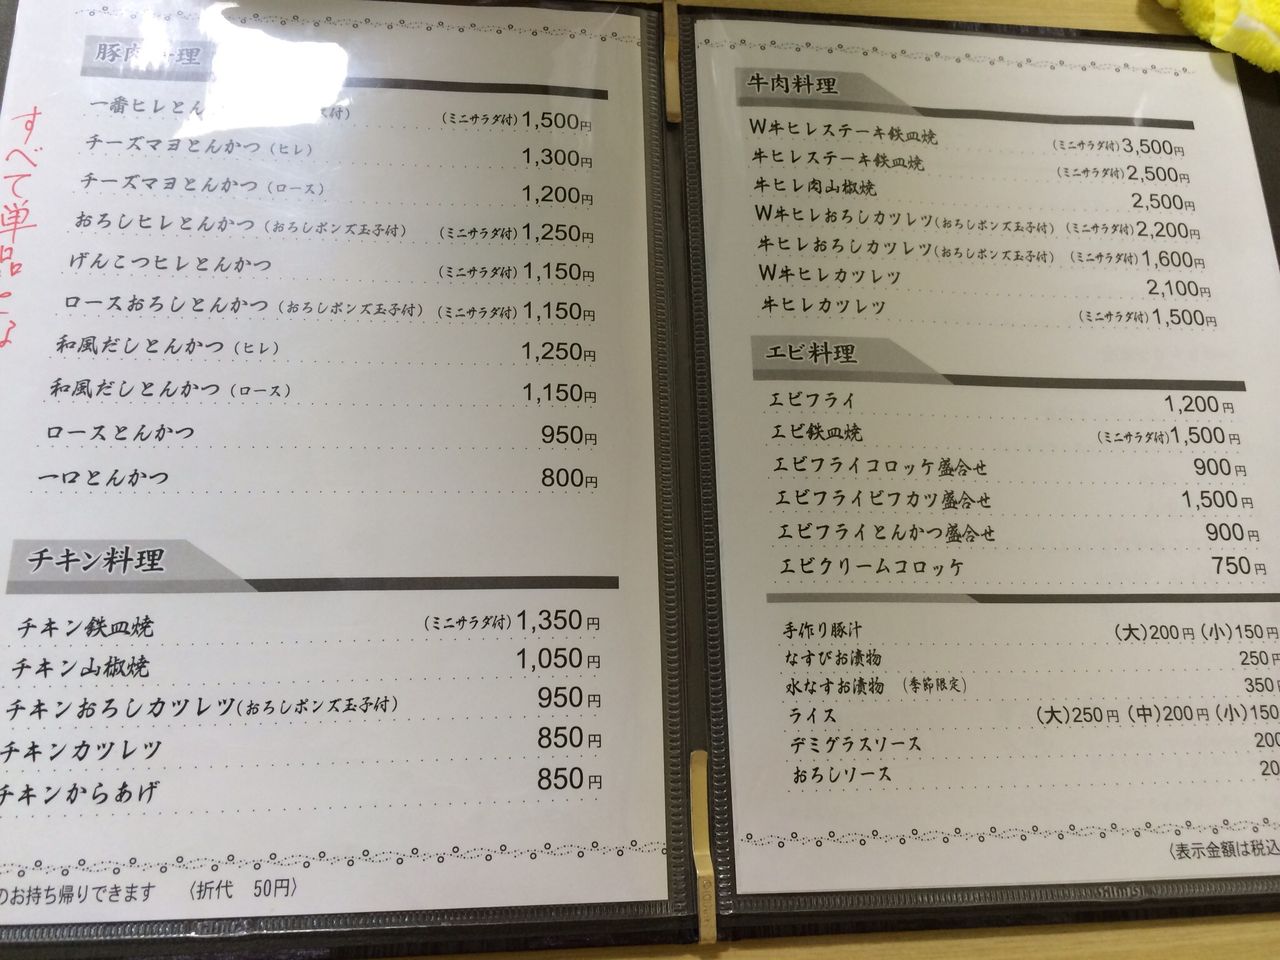 すべて単品とな
豚肉 理
一番ヒレとん 付) (ミニサラダ付) 1,500円
チーズマヨとんかつ (ヒレ) 1,300円
チーズマヨとんかつ (ロース) 1,200円
おろしヒレとんかつ (おろしポンズ玉子付) (ミニサラダ付) 1,250円
げんこつヒレとんかつ (ミニサラダ付) 1,150円
ロースおろしとんかつ (おろしポンズ玉子付) (ミニサラダ付) 1,150円
和風だしとんかつ (ヒレ) 1,250円
和風だしとんかつ (ロース) 1,150円
ロースとんかつ 950円
一口とんかつ 800円
チキン料理
チキン鉄皿焼 (ミニサラダ付) 1,350円
チキン山椒焼 1,050円
チキンおろしカツレツ(おろしポンズ玉子付) 950円
チキンカツレツ 850円
チキンからあげ 850円
のお持ち帰りできます 〈折代 50円〉
牛肉料理
W牛ヒレステーキ鉄皿焼 (ミニサラダ付) 3,500円
牛ヒレステーキ鉄皿焼 (ミニサラダ付) 2,500円
牛ヒレ肉山椒焼 2,500円
W牛ヒレおろしカツレツ(おろしポンズ玉子付) (ミニサラダ付) 2,200円
牛ヒレおろしカツレツ(おろしポンズ玉子付) (ミニサラダ付) 1,600円
W牛ヒレカツレツ 2,100円
牛ヒレカツレツ (ミニサラダ付) 1,500円
エビ料理
エビフライ 1,200円
エビ鉄皿焼 (ミニサラダ付) 1,500円
エビフライコロッケ盛合せ 900円
エビフライビフカツ盛合せ 1,500円
エビフライとんかつ盛合せ 900円
エビクリームコロッケ 750円
手作り豚汁 (大)200円 (小)150円
なすびお漬物 250円
水なすお漬物 (季節限定) 350
ライス (大)250円 (中)200円 (小)150
デミグラスソース 200
おろしソース 20
〈表示金額は税込